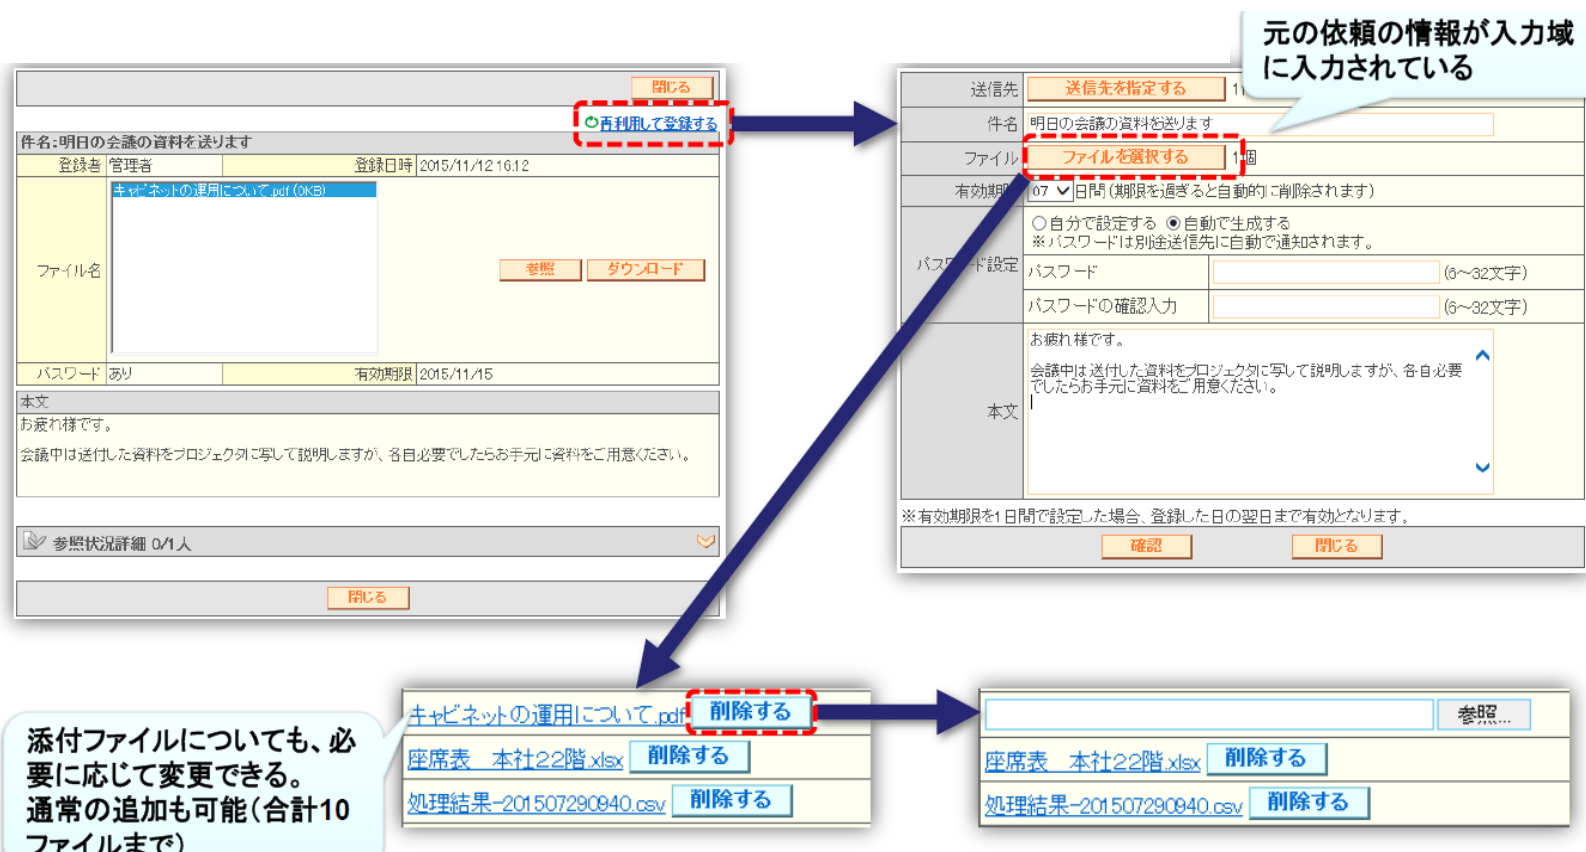 元の依頼の情報が入力域
に入力されている
閉じる
再利用して登録する
件名:明日の会議の資料を送ります
登録者 管理者 登録日時 2015/11/12 16:12
ファイル名
キャビネットの運用について.pdf (0KB)
参照 ダウンロード
パスワード あり 有効期限 2015/11/15
本文
お疲れ様です。
会議中は送付した資料をプロジェクタに写して説明しますが、各自必要でしたらお手元に資料をご用意ください。
参照状況詳細 0/1人
閉じる
送信先 送信先を指定する
件名 明日の会議の資料を送ります
ファイル ファイルを選択する 1個
有効期限 07 日間(期限を過ぎると自動的に削除されます)
パスワード設定
自分で設定する 自動で生成する
※パスワードは別途送信先に自動で通知されます。
パスワード (6~32文字)
パスワードの確認入力 (6~32文字)
本文
お疲れ様です。
会議中は送付した資料をプロジェクタに写して説明しますが、各自必要
でしたらお手元に資料をご用意ください。
※有効期限を1日間で設定した場合、登録した日の翌日まで有効となります。
確認 閉じる
添付ファイルについても、必
要に応じて変更できる。
通常の追加も可能(合計10
ファイルまで)
キャビネットの運用について.pdf 削除する
座席表 本社22階.xlsx 削除する
処理結果-201507290940.csv 削除する
参照...
座席表 本社22階.xlsx 削除する
処理結果-201507290940.csv 削除する